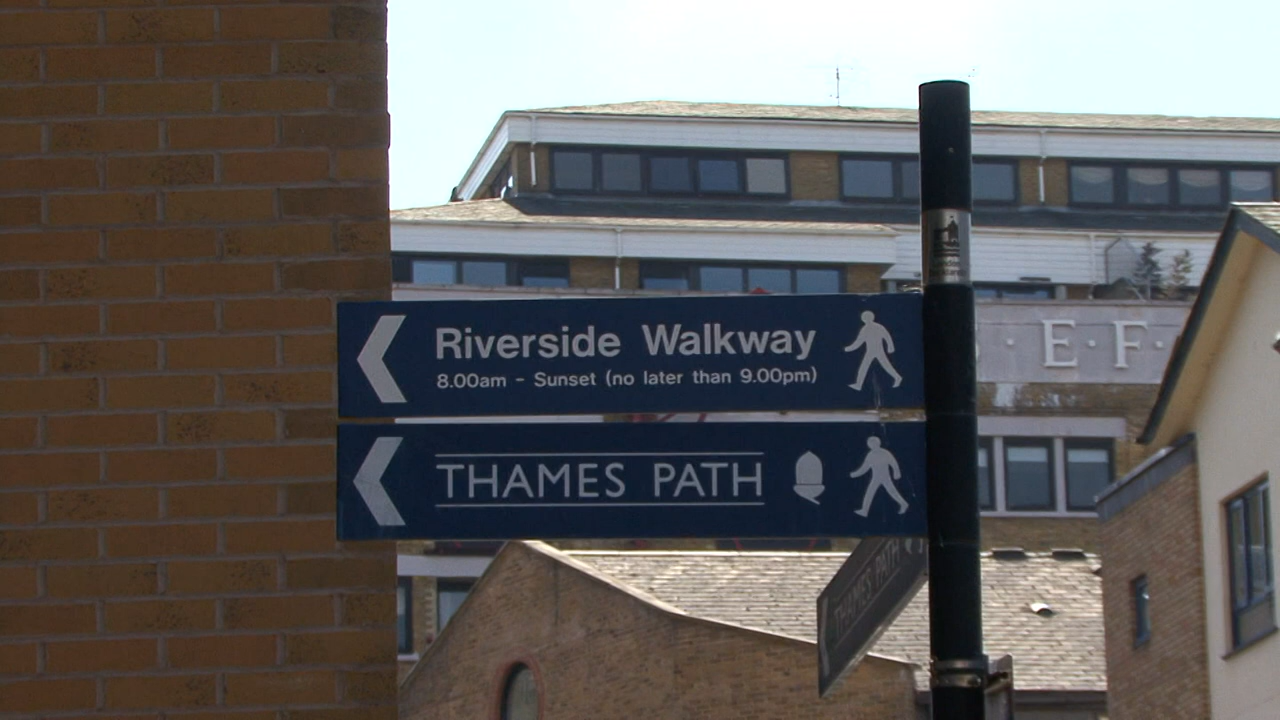 Riverside Walkway
8.00am - Sunset (no later than 9.00pm)
THAMES PATH
THAMES PATH
· E · F ·